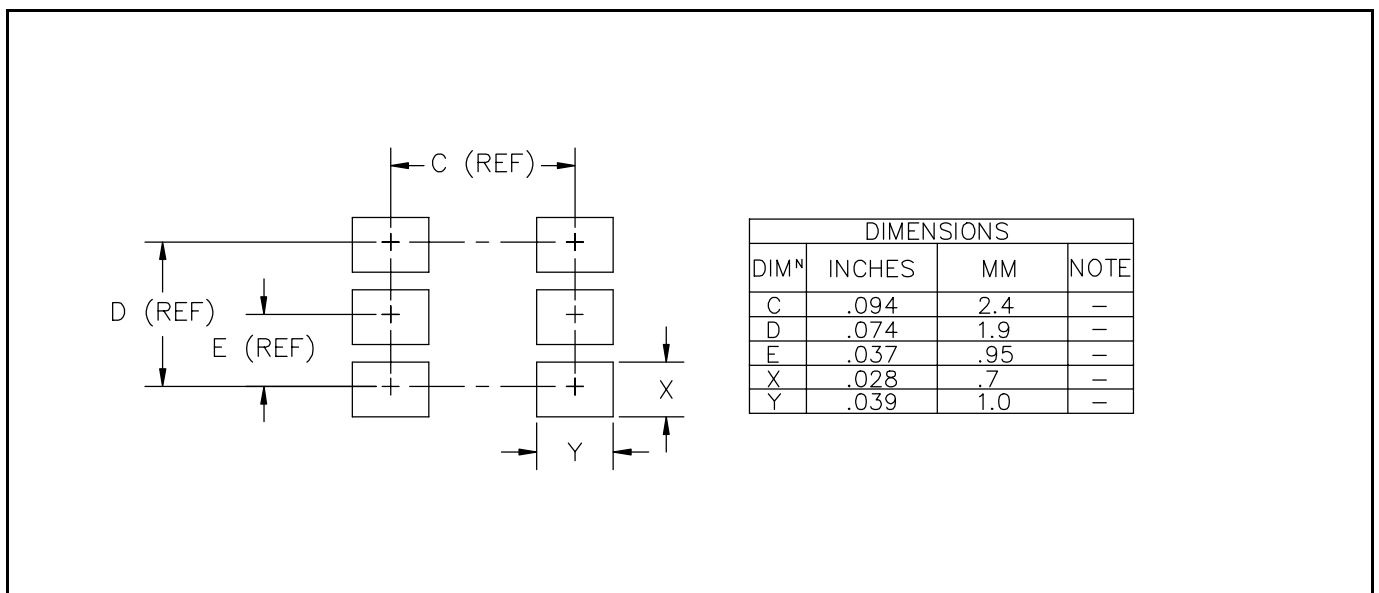 C (REF)
D (REF)
E (REF)
X
Y
DIMENSIONS
DIMᴺ INCHES MM NOTE
C .094 2.4 –
D .074 1.9 –
E .037 .95 –
X .028 .7 –
Y .039 1.0 –